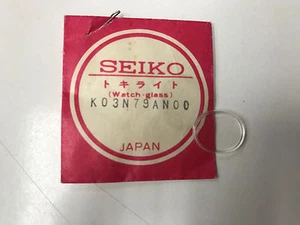 SEIKO
トキライト
(Watch-glass)
K03N79AN00
JAPAN